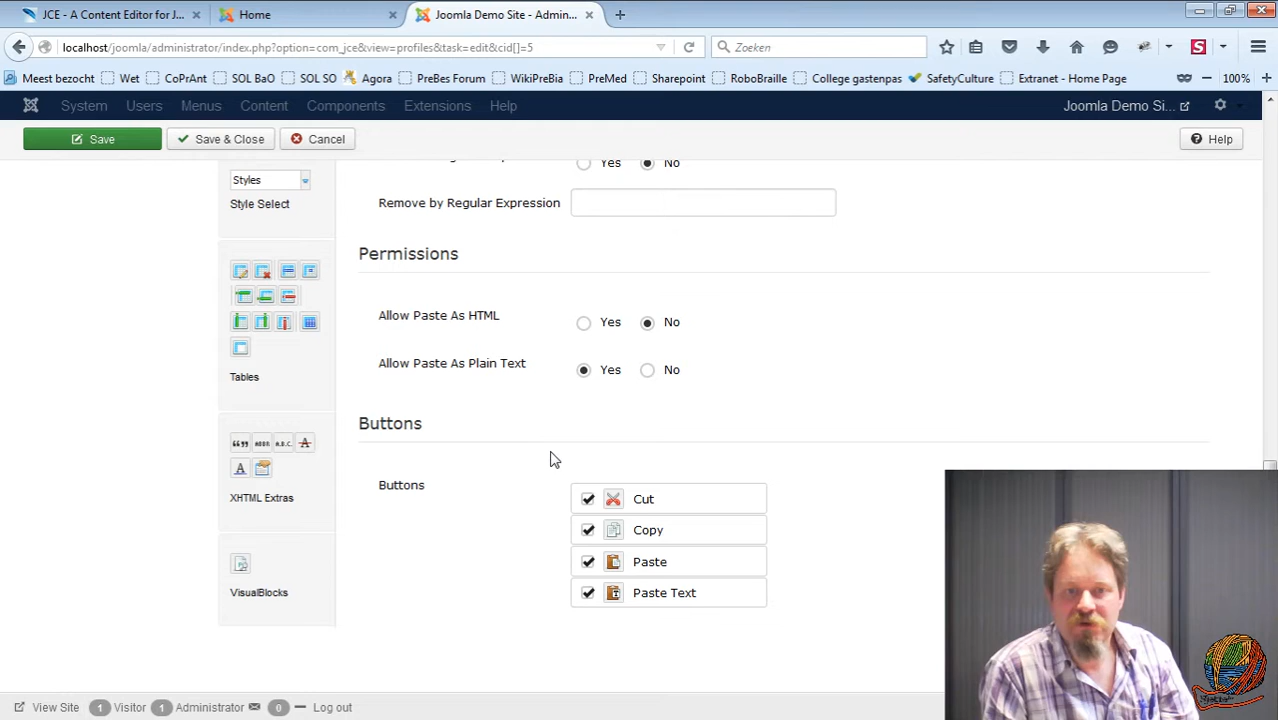 JCE - A Content Editor for J...
Home
Joomla Demo Site - Admin...
localhost/joomla/administrator/index.php?option=com_jce&view=profiles&task=edit&cid[]=5
Zoeken
Meest bezocht Wet CoPrAnt SOL BaO SOL SO Agora PreBes Forum WikiPreBia PreMed Sharepoint RoboBraille College gastenpas SafetyCulture Extranet - Home Page 100%
System Users Menus Content Components Extensions Help Joomla Demo Si...
Save Save & Close Cancel Help
Yes No
Styles
Remove by Regular Expression
Style Select
Permissions
Allow Paste As HTML Yes No
Allow Paste As Plain Text Yes No
Tables
Buttons
Buttons
XHTML Extras
Cut
Copy
Paste
VisualBlocks
Paste Text
View Site 1 Visitor 1 Administrator 0 Log out